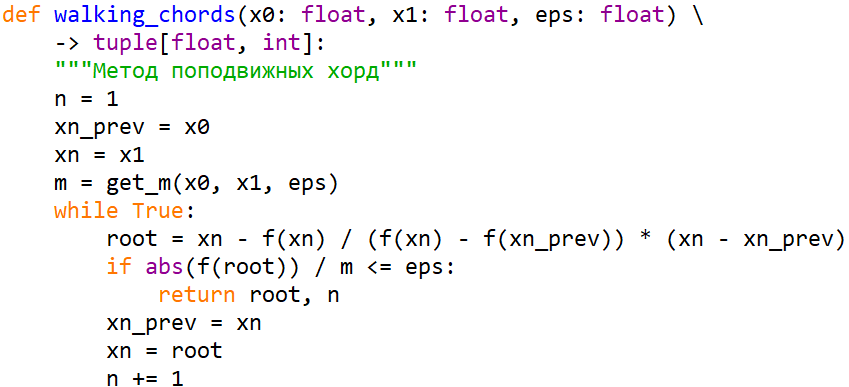 def walking_chords(x0: float, x1: float, eps: float) \
    -> tuple[float, int]:
    """Метод поподвижных хорд"""
    n = 1
    xn_prev = x0
    xn = x1
    m = get_m(x0, x1, eps)
    while True:
        root = xn - f(xn) / (f(xn) - f(xn_prev)) * (xn - xn_prev)
        if abs(f(root)) / m <= eps:
            return root, n
        xn_prev = xn
        xn = root
        n += 1